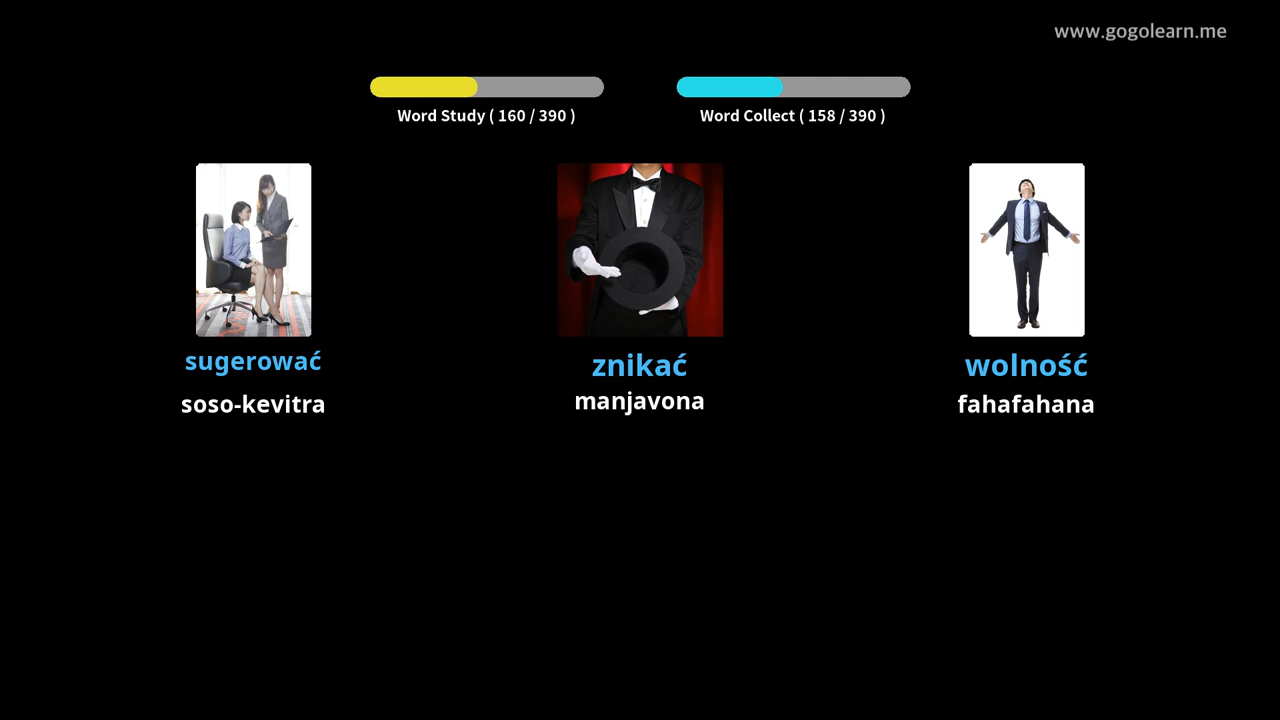 www.gogolearn.me
Word Study ( 160 / 390 )
Word Collect ( 158 / 390 )
sugerować
soso-kevitra
znikać
manjavona
wolność
fahafahana